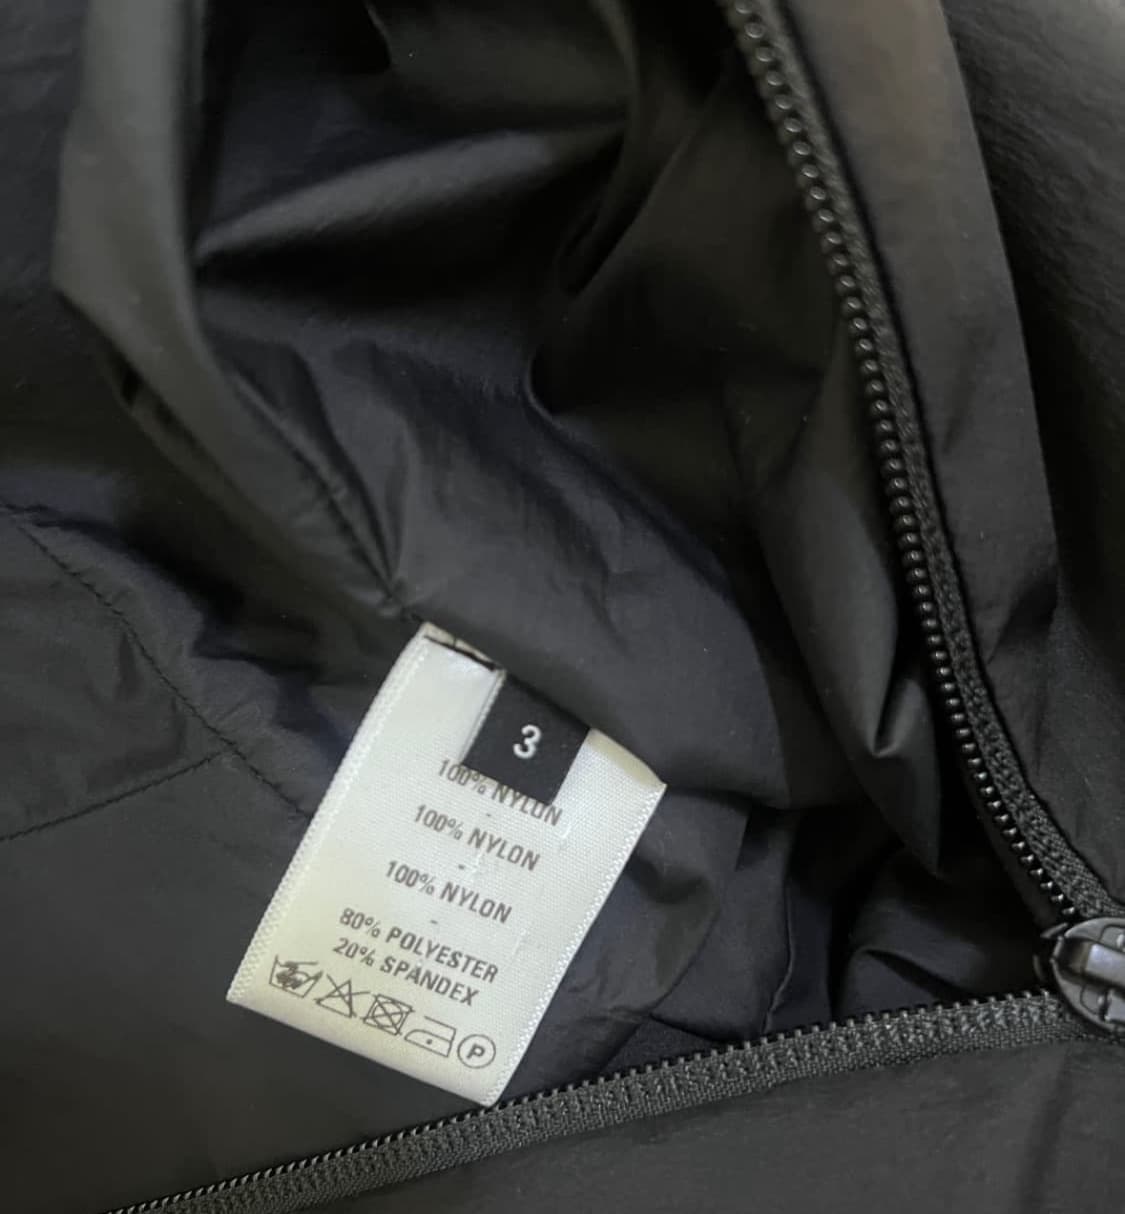 3
100% NYLON
-
100% NYLON
-
100% NYLON
-
80% POLYESTER
20% SPANDEX
P